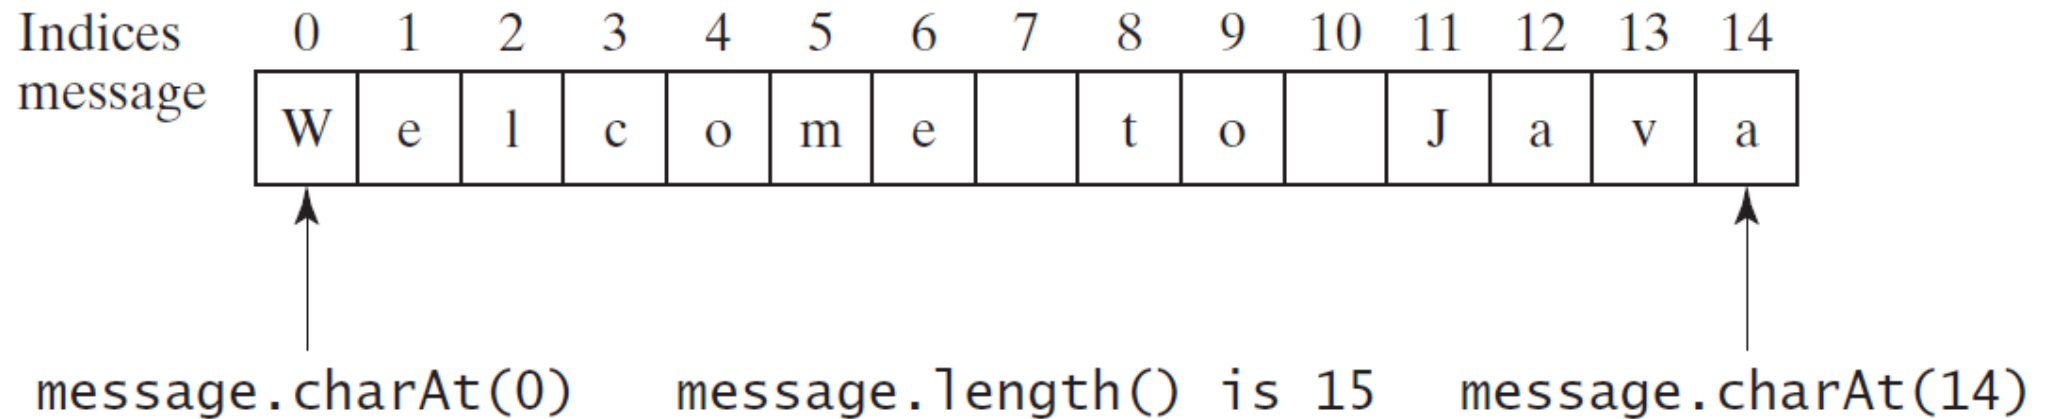 Indices 0 1 2 3 4 5 6 7 8 9 10 11 12 13 14
message
W e l c o m e t o J a v a
message.charAt(0) message.length() is 15 message.charAt(14)